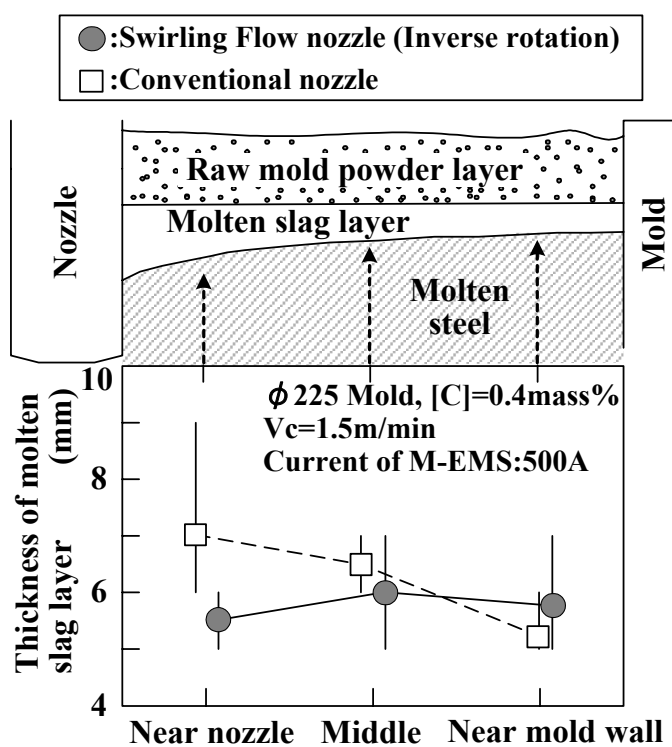 :Swirling Flow nozzle (Inverse rotation)
:Conventional nozzle
Nozzle
Raw mold powder layer
Molten slag layer
Molten
steel
Mold
Thickness of molten
slag layer
(mm)
10
8
6
4
ϕ 225 Mold, [C]=0.4mass%
Vc=1.5m/min
Current of M-EMS:500A
Near nozzle Middle Near mold wall